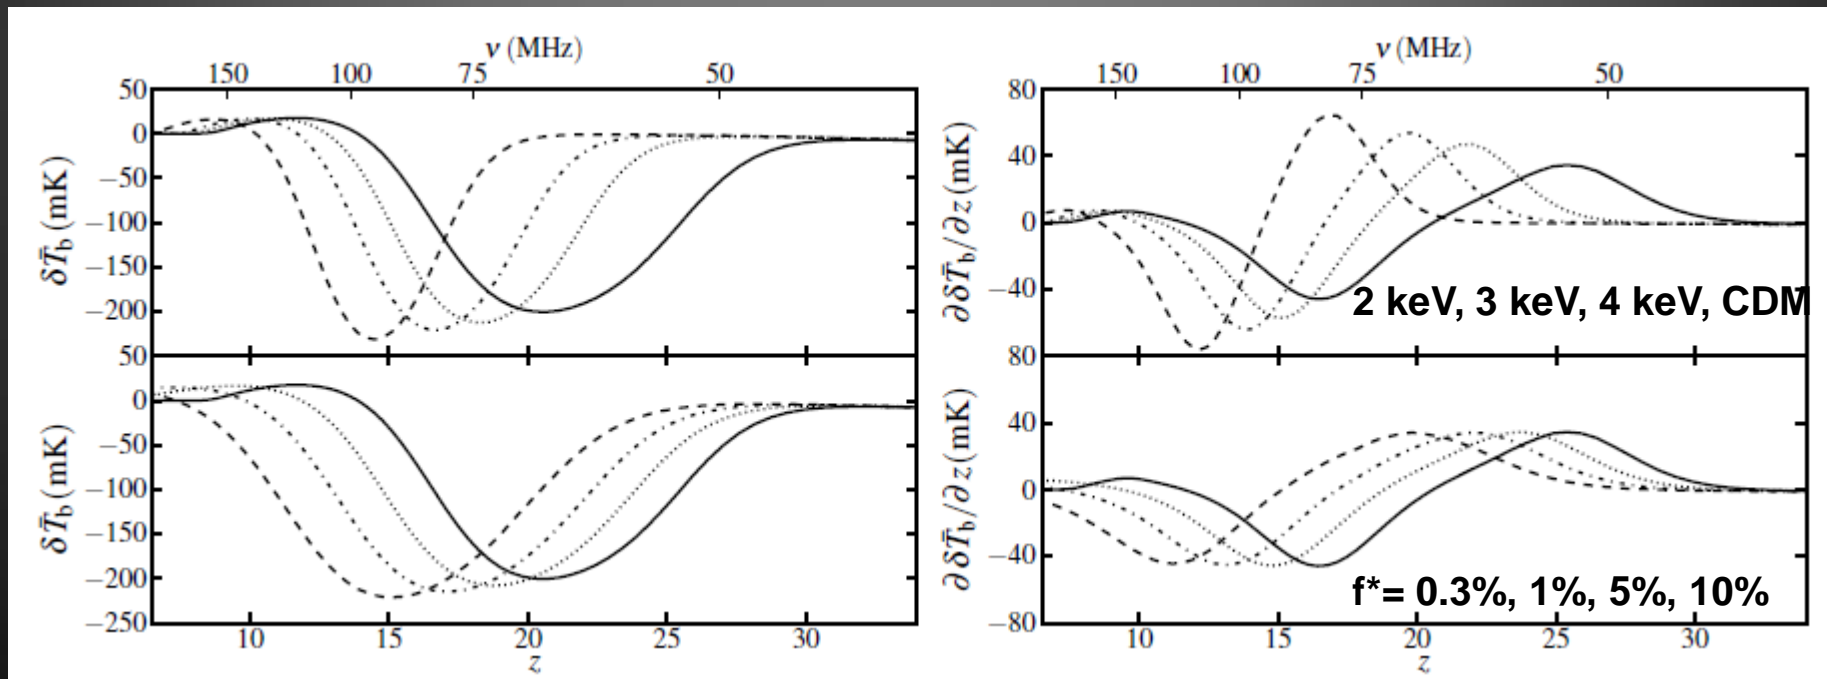 ν (MHz)
150 100 75 50
50
0
−50
−100
−150
−200
50
δT̄b (mK)
0
−50
−100
−150
−200
−250
δT̄b (mK)
10 15 20 25 30
z
ν (MHz)
150 100 75 50
80
40
0
−40
80
∂δT̄b/∂z (mK)
2 keV, 3 keV, 4 keV, CDM
40
0
−40
−80
∂δT̄b/∂z (mK)
f*= 0.3%, 1%, 5%, 10%
10 15 20 25 30
z